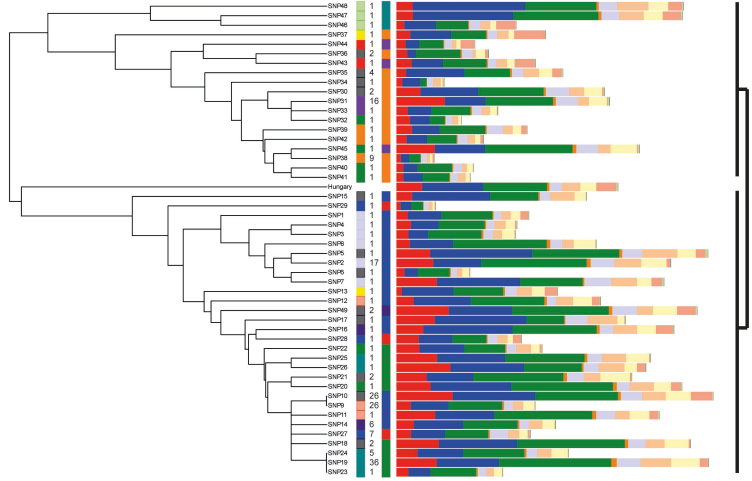 SNP48 1
SNP47 1
SNP46 1
SNP37 1
SNP44 1
SNP36 2
SNP43 1
SNP35 4
SNP34 1
SNP30 2
SNP31 16
SNP33 1
SNP32 1
SNP39 1
SNP42 1
SNP45 1
SNP38 9
SNP40 1
SNP41 1
Hungary
SNP15 1
SNP29 1
SNP1 1
SNP4 1
SNP3 1
SNP8 1
SNP5 1
SNP2 17
SNP6 1
SNP7 1
SNP13 1
SNP12 1
SNP49 2
SNP17 1
SNP16 1
SNP28 1
SNP22 1
SNP25 1
SNP26 1
SNP21 2
SNP20 1
SNP10 26
SNP9 26
SNP11 1
SNP14 6
SNP27 7
SNP18 2
SNP24 5
SNP19 36
SNP23 1